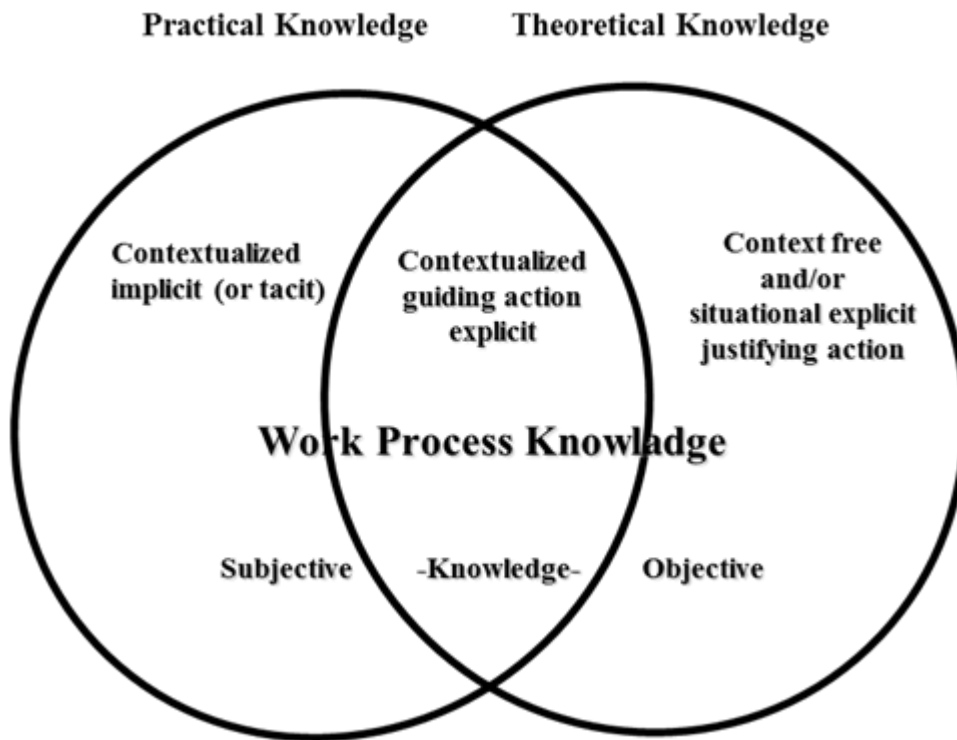 Practical Knowledge
Theoretical Knowledge
Contextualized
implicit (or tacit)
Contextualized
guiding action
explicit
Context free
and/or
situational explicit
justifying action
Work Process Knowladge
Subjective
-Knowledge-
Objective